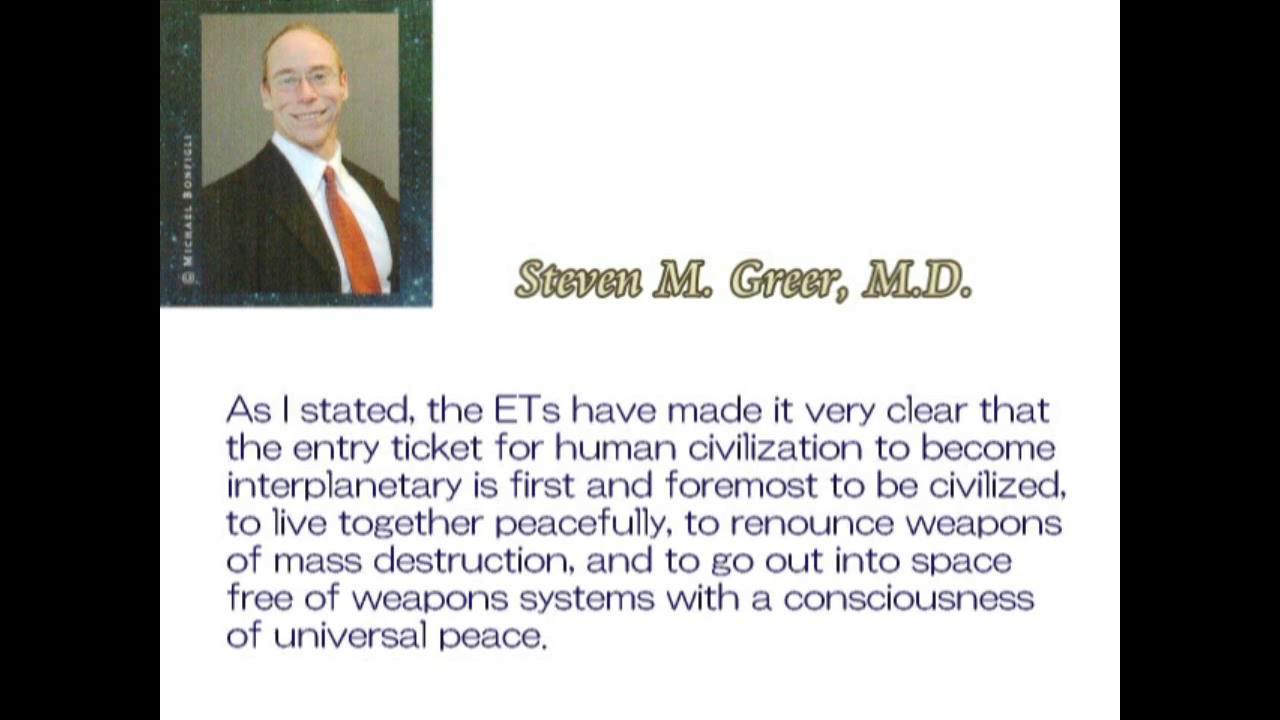 © MICHAEL BONFIGLI
Steven M. Greer, M.D.
As I stated, the ETs have made it very clear that
the entry ticket for human civilization to become
interplanetary is first and foremost to be civilized,
to live together peacefully, to renounce weapons
of mass destruction, and to go out into space
free of weapons systems with a consciousness
of universal peace.